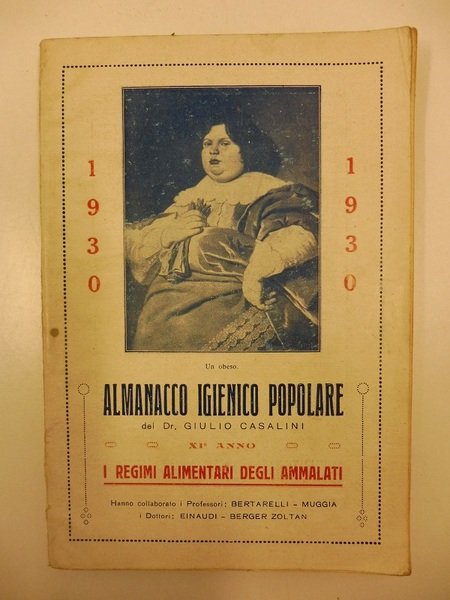 1930
1930
Un obeso.
ALMANACCO IGIENICO POPOLARE
del Dr. GIULIO CASALINI
XI° ANNO
I REGIMI ALIMENTARI DEGLI AMMALATI
Hanno collaborato i Professori: BERTARELLI - MUGGIA
i Dottori: EINAUDI - BERGER ZOLTAN